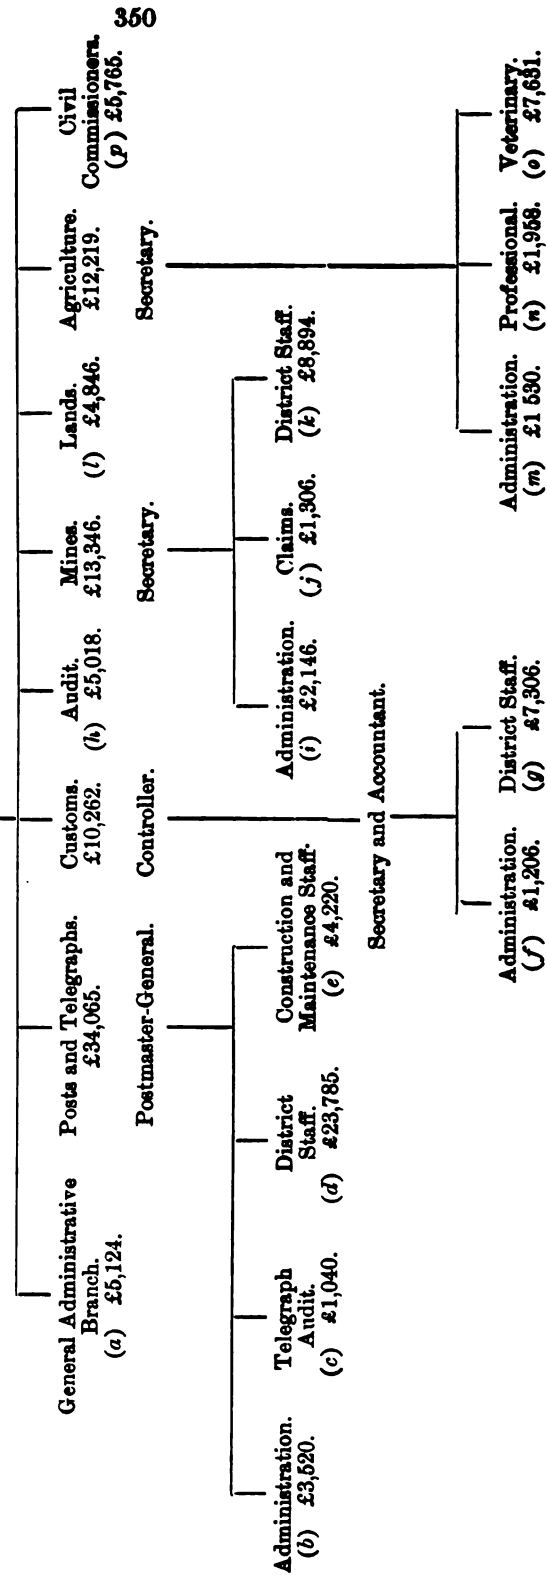 350
General Administrative
Branch.
(a) £5,124.
Posts and Telegraphs.
£34,065.
Customs.
£10,262.
Audit.
(h) £5,018.
Mines.
£13,346.
Lands.
(l) £4,846.
Agriculture.
£12,219.
Civil
Commissioners.
(p) £5,765.
Postmaster-General.
Controller.
Secretary.
Secretary.
Administration.
(b) £3,520.
Telegraph
Audit.
(c) £1,040.
District
Staff.
(d) £23,785.
Construction and
Maintenance Staff.
(e) £4,220.
Administration.
(i) £2,146.
Claims.
(j) £1,306.
District Staff.
(k) £8,894.
Secretary and Accountant.
Administration.
(f) £1,206.
District Staff.
(g) £7,306.
Administration.
(m) £1 530.
Professional.
(n) £1,958.
Veterinary.
(o) £7,631.